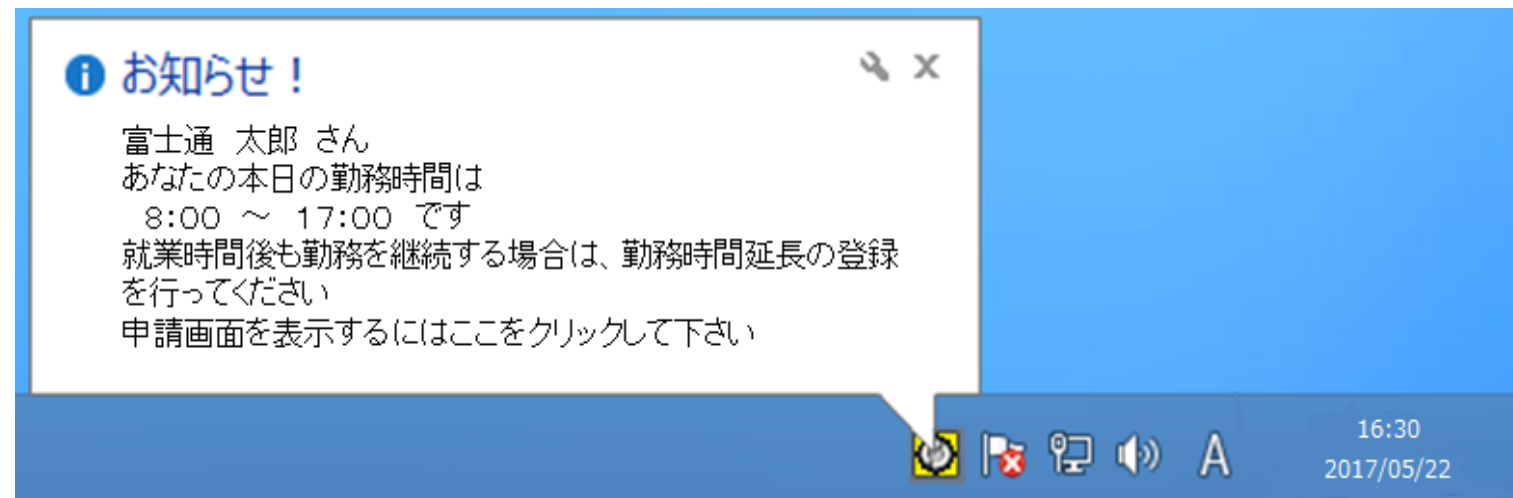 お知らせ！
富士通 太郎 さん
あなたの本日の勤務時間は
8:00 ～ 17:00 です
就業時間後も勤務を継続する場合は、勤務時間延長の登録
を行ってください
申請画面を表示するにはここをクリックして下さい
A
16:30
2017/05/22